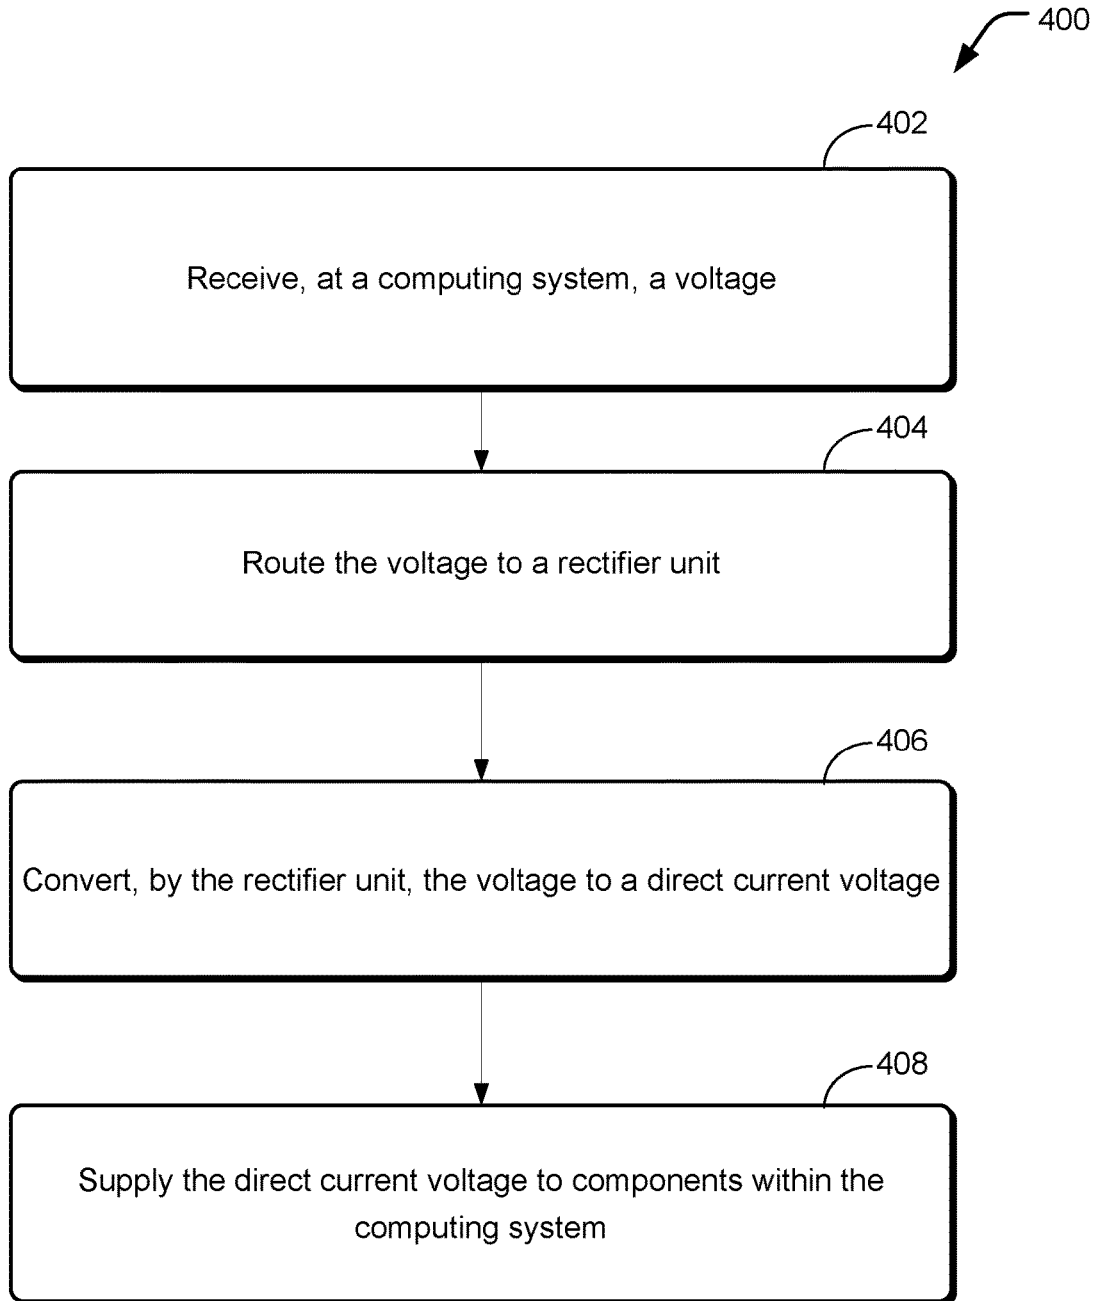 400
402
Receive, at a computing system, a voltage
404
Route the voltage to a rectifier unit
406
Convert, by the rectifier unit, the voltage to a direct current voltage
408
Supply the direct current voltage to components within the
computing system